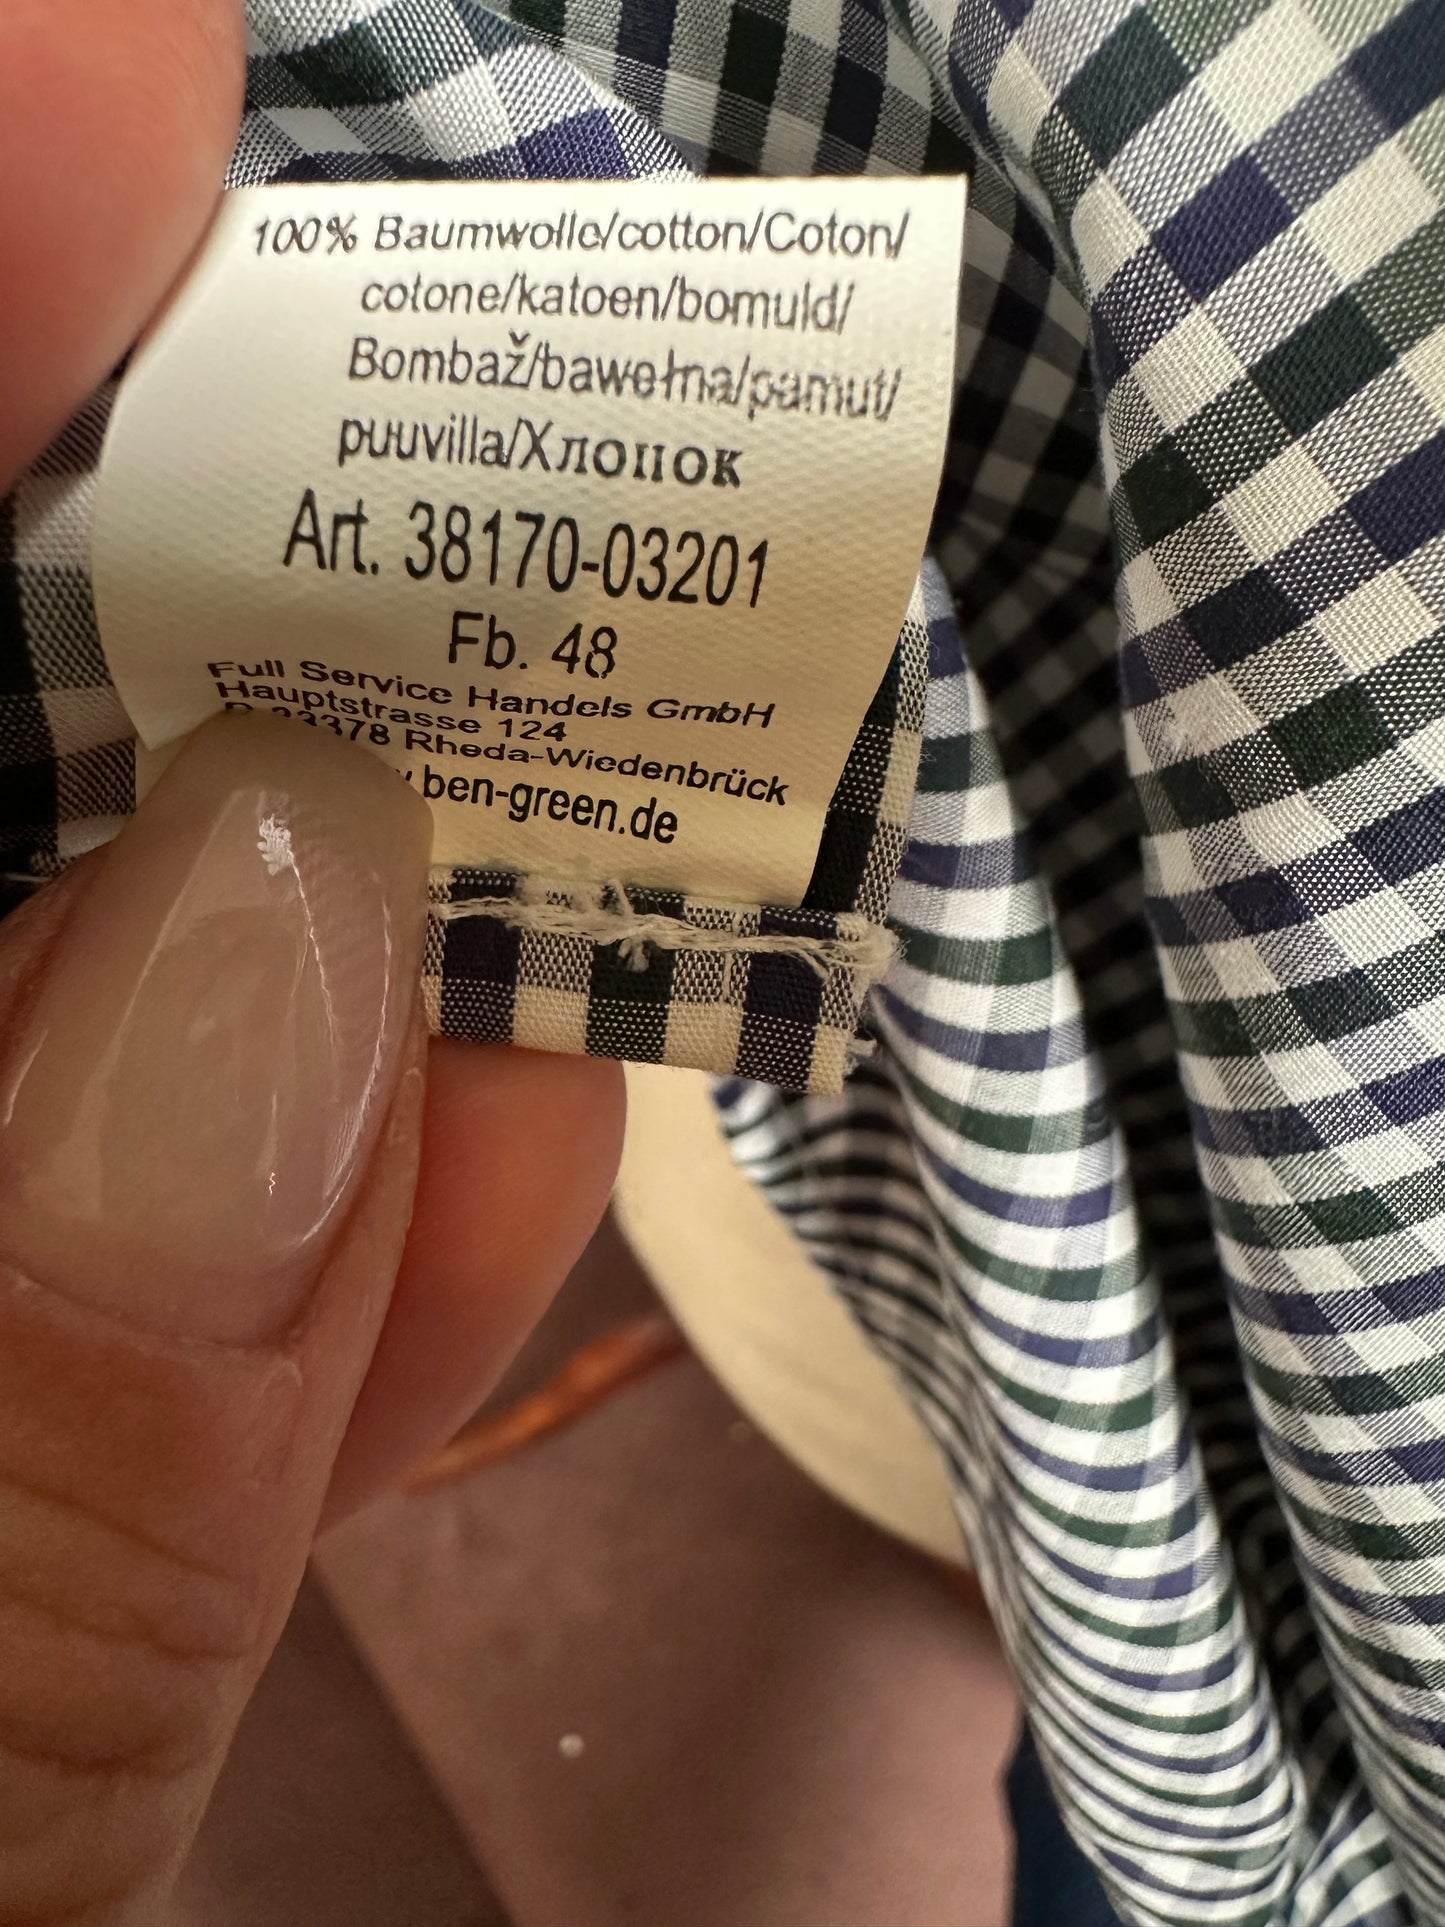 100% Baumwolle/cotton/Coton/
cotone/katoen/bomuld/
Bombaž/bawełna/pamut/
puuvilla/Хлопок
Art. 38170-03201
Fb. 48
Full Service Handels GmbH
Hauptstrasse 124
33378 Rheda-Wiedenbrück
ben-green.de